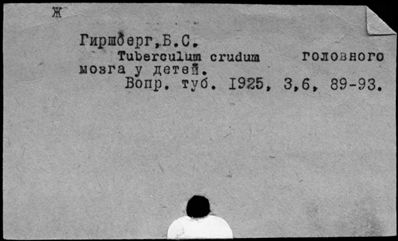 Ж
Гиршберг,Б.С.
Tuberculum crudum головного
мозга у детей.
Вопр. туб. 1925, 3,6, 89-93.